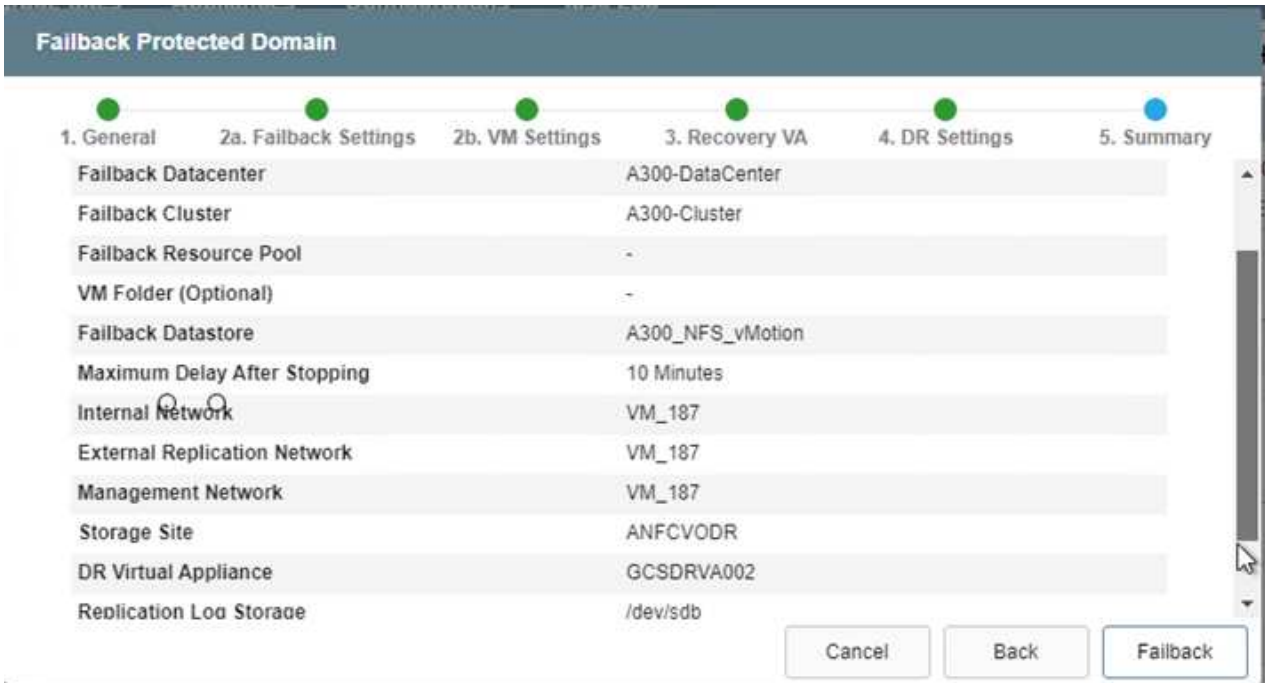 Failback Protected Domain
1. General 2a. Failback Settings 2b. VM Settings 3. Recovery VA 4. DR Settings 5. Summary
Failback Datacenter A300-DataCenter
Failback Cluster A300-Cluster
Failback Resource Pool -
VM Folder (Optional) -
Failback Datastore A300_NFS_vMotion
Maximum Delay After Stopping 10 Minutes
Internal Network VM_187
External Replication Network VM_187
Management Network VM_187
Storage Site ANFCVODR
DR Virtual Appliance GCSDRVA002
Replication Log Storage /dev/sdb
Cancel Back Failback